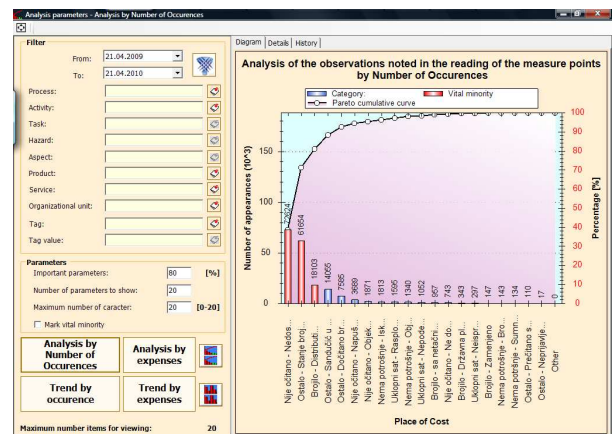 Analysis parameters - Analysis by Number of Occurences
Filter
From: 21.04.2009
To: 21.04.2010
Process:
Activity:
Task:
Hazard:
Aspect:
Product:
Service:
Organizational unit:
Tag:
Tag value:
Parameters
Important parameters: 80 [%]
Number of parameters to show: 20
Maximum number of caracter: 20 [0-20]
Mark vital minority
Analysis by Number of Occurences
Analysis by expenses
Trend by occurence
Trend by expenses
Maximum number items for viewing: 20
Diagram Details History
Analysis of the observations noted in the reading of the measure points
by Number of Occurences
Category: Vital minority
Pareto cumulative curve
Number of appearances (10^3)
150
100
50
0
100
90
80
70
60
50
40
30
20
10
0
Percentage [%]
72624
61654
18103
14055
7585
3689
1871
1813
1595
1340
1052
957
743
343
297
147
143
134
110
17
0
Nije očitano - Nedos...
Ostalo - Stanje broj...
Brojilo - Distributi...
Ostalo - Sandučić u ...
Ostalo - Dočitano br...
Nije očitano - Napuš...
Nije očitano - Objek...
Nema potrošnje - Isk...
Uklopni sat - Rasplo...
Nema potrošnje - Obj...
Uklopni sat - Nepode...
Brojilo - sa netačni...
Nije očitano - Ne do...
Brojilo - Državna pl...
Uklopni sat - Neispr...
Brojilo - Zamenjeno
Nema potrošnje - Bro...
Nema potršnje - Sumn...
Ostalo - Prečitano s...
Ostalo - Neprijavlje...
Other
Place of Cost